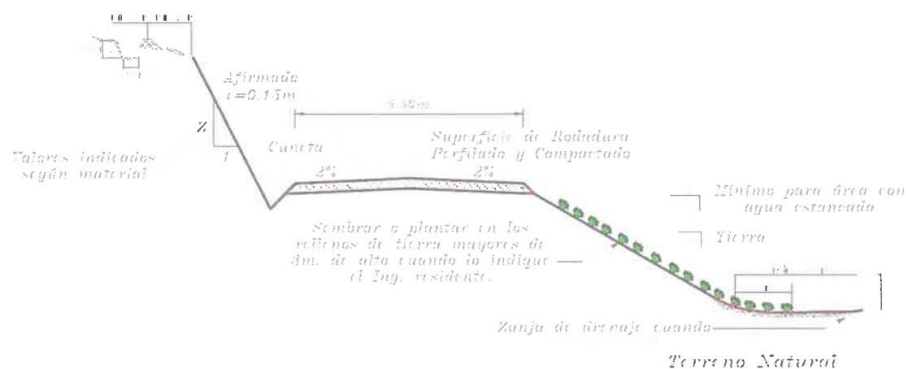 Afirmado
Z
1
Cuneta
Valores indicados
según material
2%
2%
Superficie de Rodadura
Perfilado y Compactado
Sembrar o plantar en los
rellenos de tierra mayores de
3m. de alto cuando lo indique
el Ing. residente.
Mínimo para área con
agua estancada
Tierra
Zanja de drenaje cuando
Terreno Natural